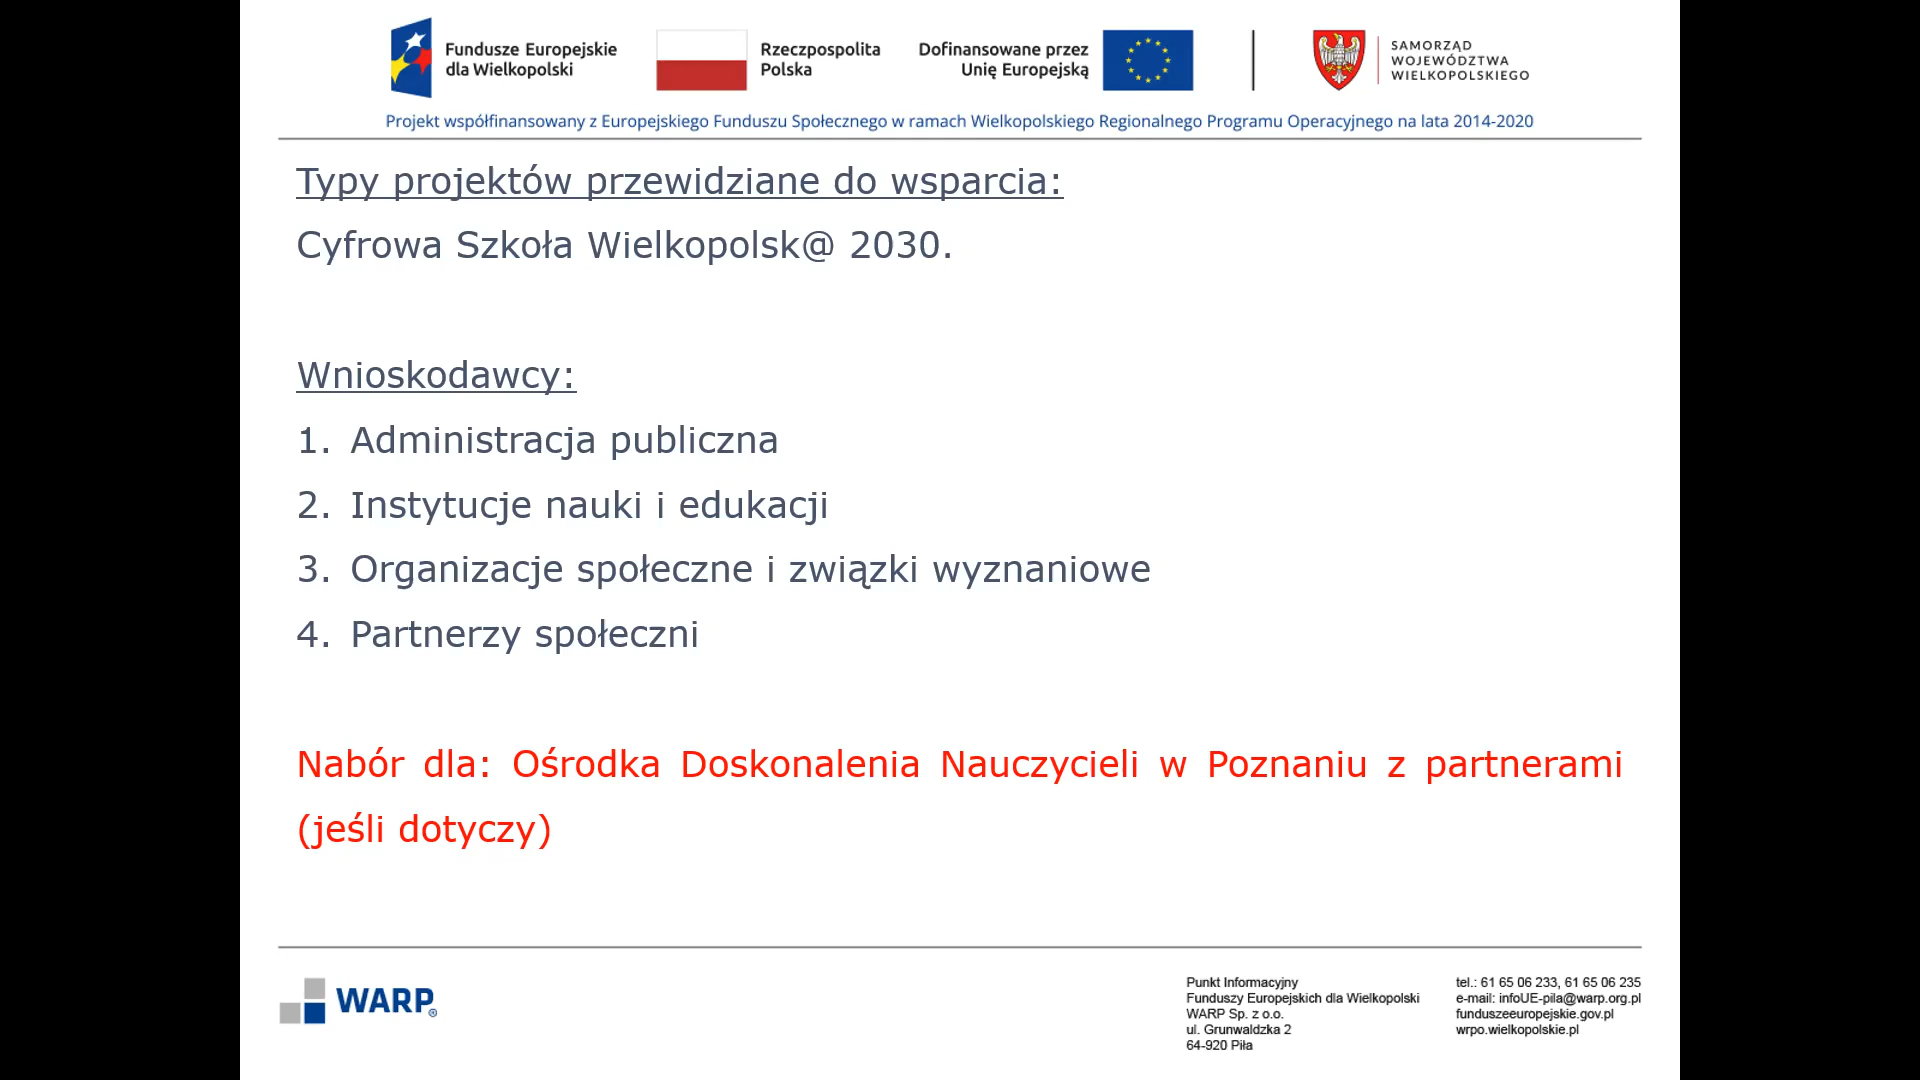 Fundusze Europejskie
dla Wielkopolski
Rzeczpospolita
Polska
Dofinansowane przez
Unię Europejską
SAMORZĄD
WOJEWÓDZTWA
WIELKOPOLSKIEGO
Projekt współfinansowany z Europejskiego Funduszu Społecznego w ramach Wielkopolskiego Regionalnego Programu Operacyjnego na lata 2014-2020
Typy projektów przewidziane do wsparcia:
Cyfrowa Szkoła Wielkopolsk@ 2030.
Wnioskodawcy:
1. Administracja publiczna
2. Instytucje nauki i edukacji
3. Organizacje społeczne i związki wyznaniowe
4. Partnerzy społeczni
Nabór dla: Ośrodka Doskonalenia Nauczycieli w Poznaniu z partnerami
(jeśli dotyczy)
WARP®
Punkt Informacyjny
Funduszy Europejskich dla Wielkopolski
WARP Sp. z o.o.
ul. Grunwaldzka 2
64-920 Piła
tel.: 61 65 06 233, 61 65 06 235
e-mail: infoUE-pila@warp.org.pl
funduszeeuropejskie.gov.pl
wrpo.wielkopolskie.pl